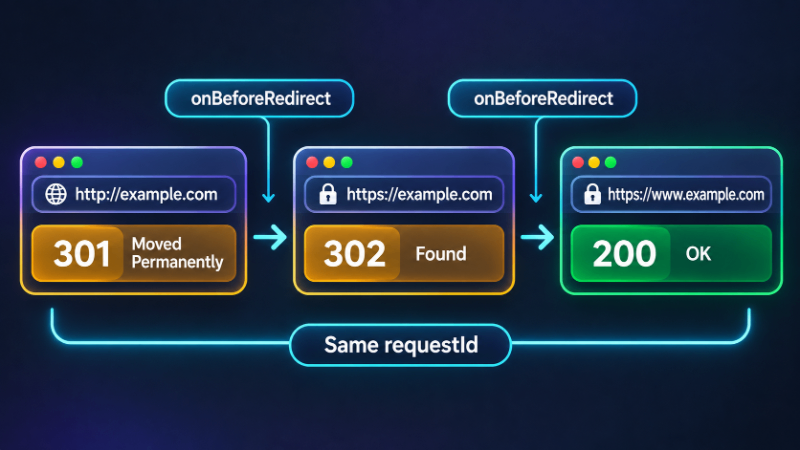 onBeforeRedirect
onBeforeRedirect
http://example.com
301
Moved
Permanently
https://example.com
302
Found
https://www.example.com
200
OK
Same requestId